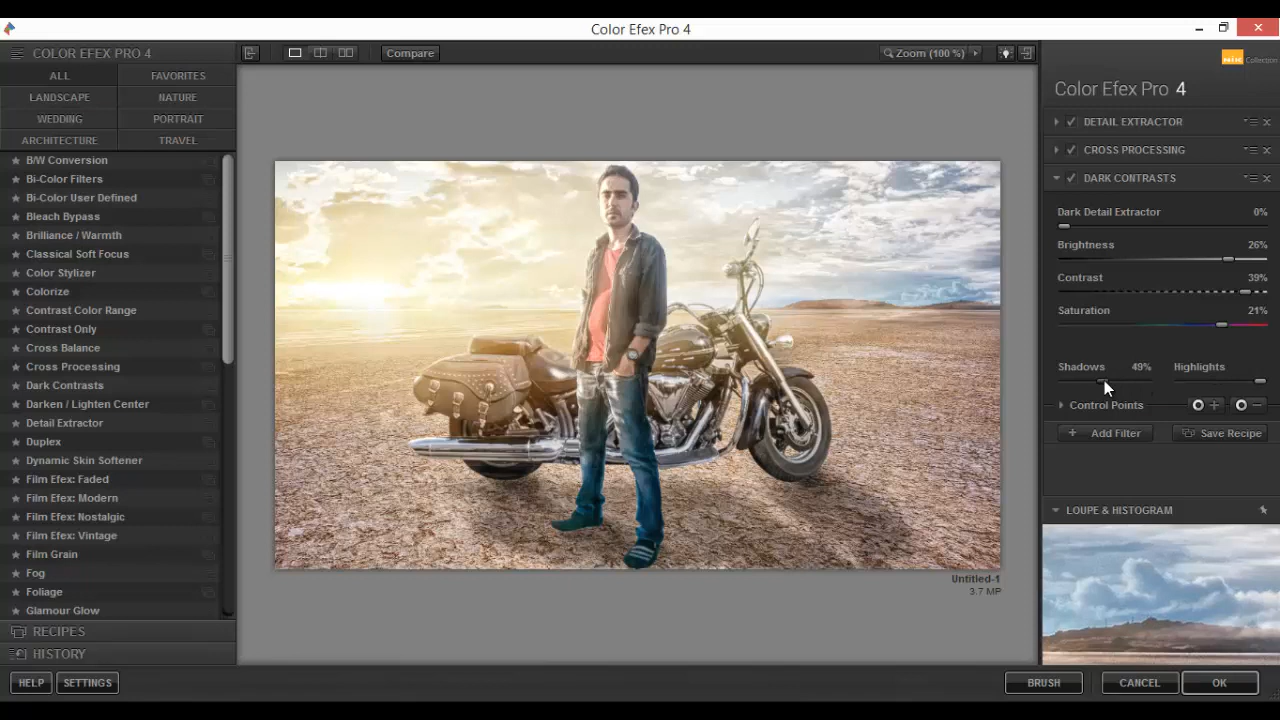 Color Efex Pro 4
COLOR EFEX PRO 4
Compare
Zoom (100 %)
nik Collection
ALL
FAVORITES
LANDSCAPE
NATURE
WEDDING
PORTRAIT
ARCHITECTURE
TRAVEL
B/W Conversion
Bi-Color Filters
Bi-Color User Defined
Bleach Bypass
Brilliance / Warmth
Classical Soft Focus
Color Stylizer
Colorize
Contrast Color Range
Contrast Only
Cross Balance
Cross Processing
Dark Contrasts
Darken / Lighten Center
Detail Extractor
Duplex
Dynamic Skin Softener
Film Efex: Faded
Film Efex: Modern
Film Efex: Nostalgic
Film Efex: Vintage
Film Grain
Fog
Foliage
Glamour Glow
RECIPES
HISTORY
HELP
SETTINGS
Untitled-1
3.7 MP
Color Efex Pro 4
DETAIL EXTRACTOR
CROSS PROCESSING
DARK CONTRASTS
Dark Detail Extractor 0%
Brightness 26%
Contrast 39%
Saturation 21%
Shadows 49% Highlights
Control Points
Add Filter
Save Recipe
LOUPE & HISTOGRAM
BRUSH
CANCEL
OK